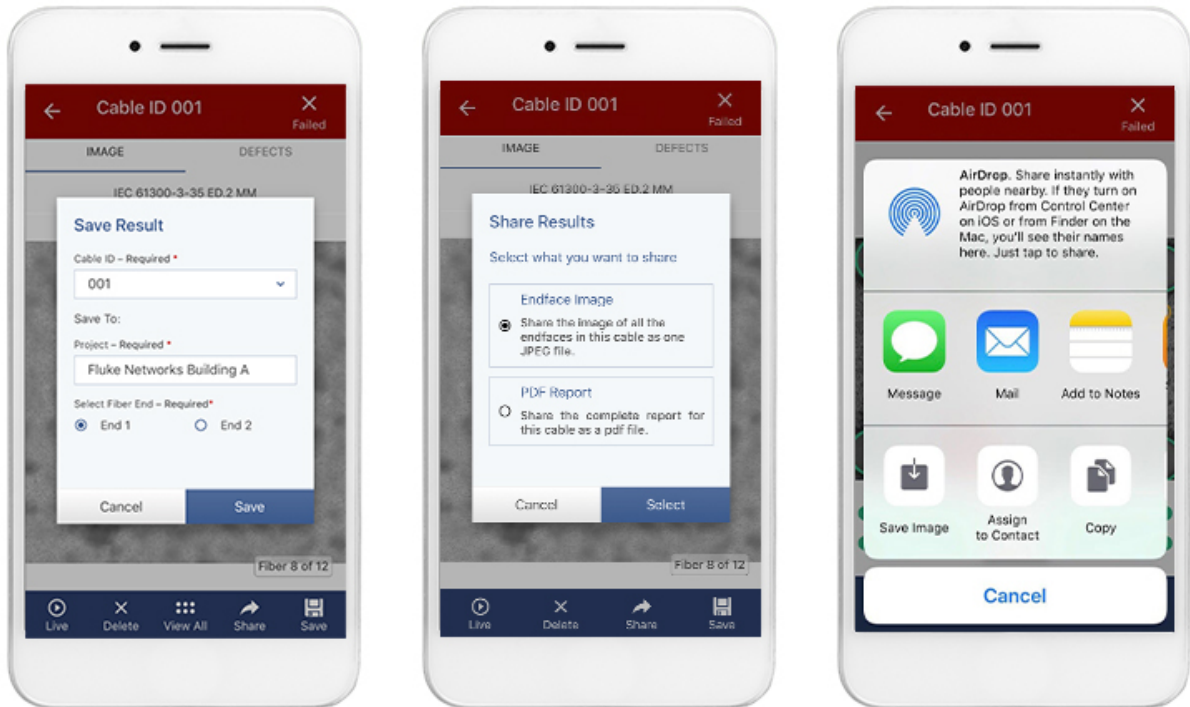 Cable ID 001
Failed
IMAGE DEFECTS
IEC 61300-3-35 ED.2 MM
Save Result
Cable ID – Required *
001
Save To:
Project – Required *
Fluke Networks Building A
Select Fiber End – Required*
End 1 End 2
Cancel Save
Fiber 8 of 12
Live Delete View All Share Save
Cable ID 001
Failed
IMAGE DEFECTS
IEC 61300-3-35 ED.2 MM
Share Results
Select what you want to share
Endface Image
Share the image of all the
endfaces in this cable as one
JPEG file.
PDF Report
Share the complete report for
this cable as a pdf file.
Cancel Select
Fiber 8 of 12
Live Delete Share Save
Cable ID 001
Failed
AirDrop. Share instantly with
people nearby. If they turn on
AirDrop from Control Center
on iOS or from Finder on the
Mac, you'll see their names
here. Just tap to share.
Message Mail Add to Notes
Save Image Assign
to Contact Copy
Cancel